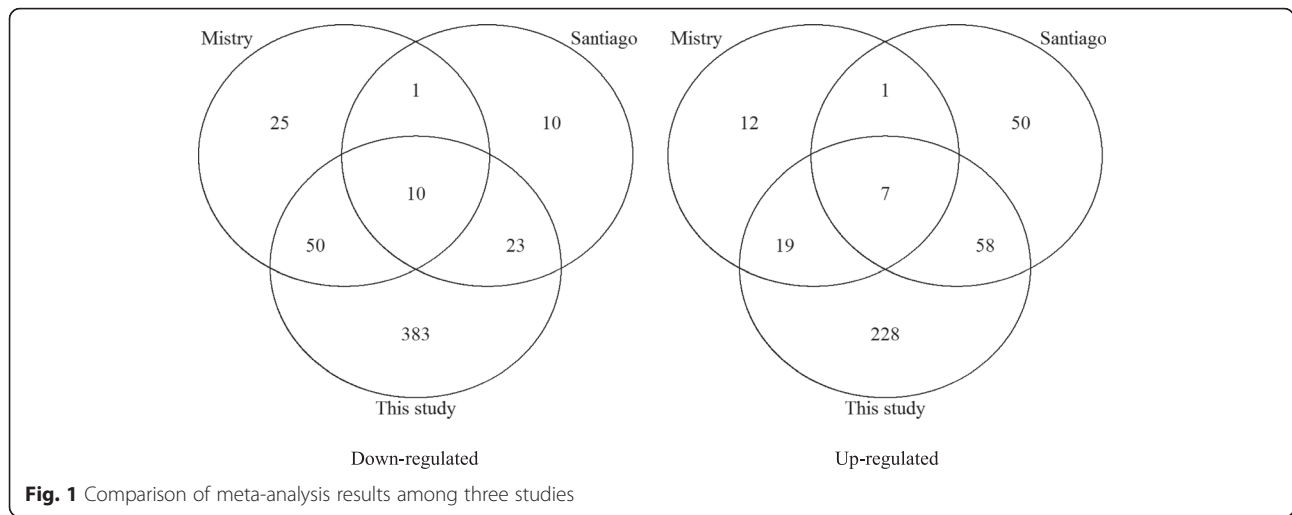 Mistry
Santiago
1
25
10
10
50
23
383
This study
Down-regulated
Mistry
Santiago
1
12
50
7
19
58
228
This study
Up-regulated
Fig. 1 Comparison of meta-analysis results among three studies